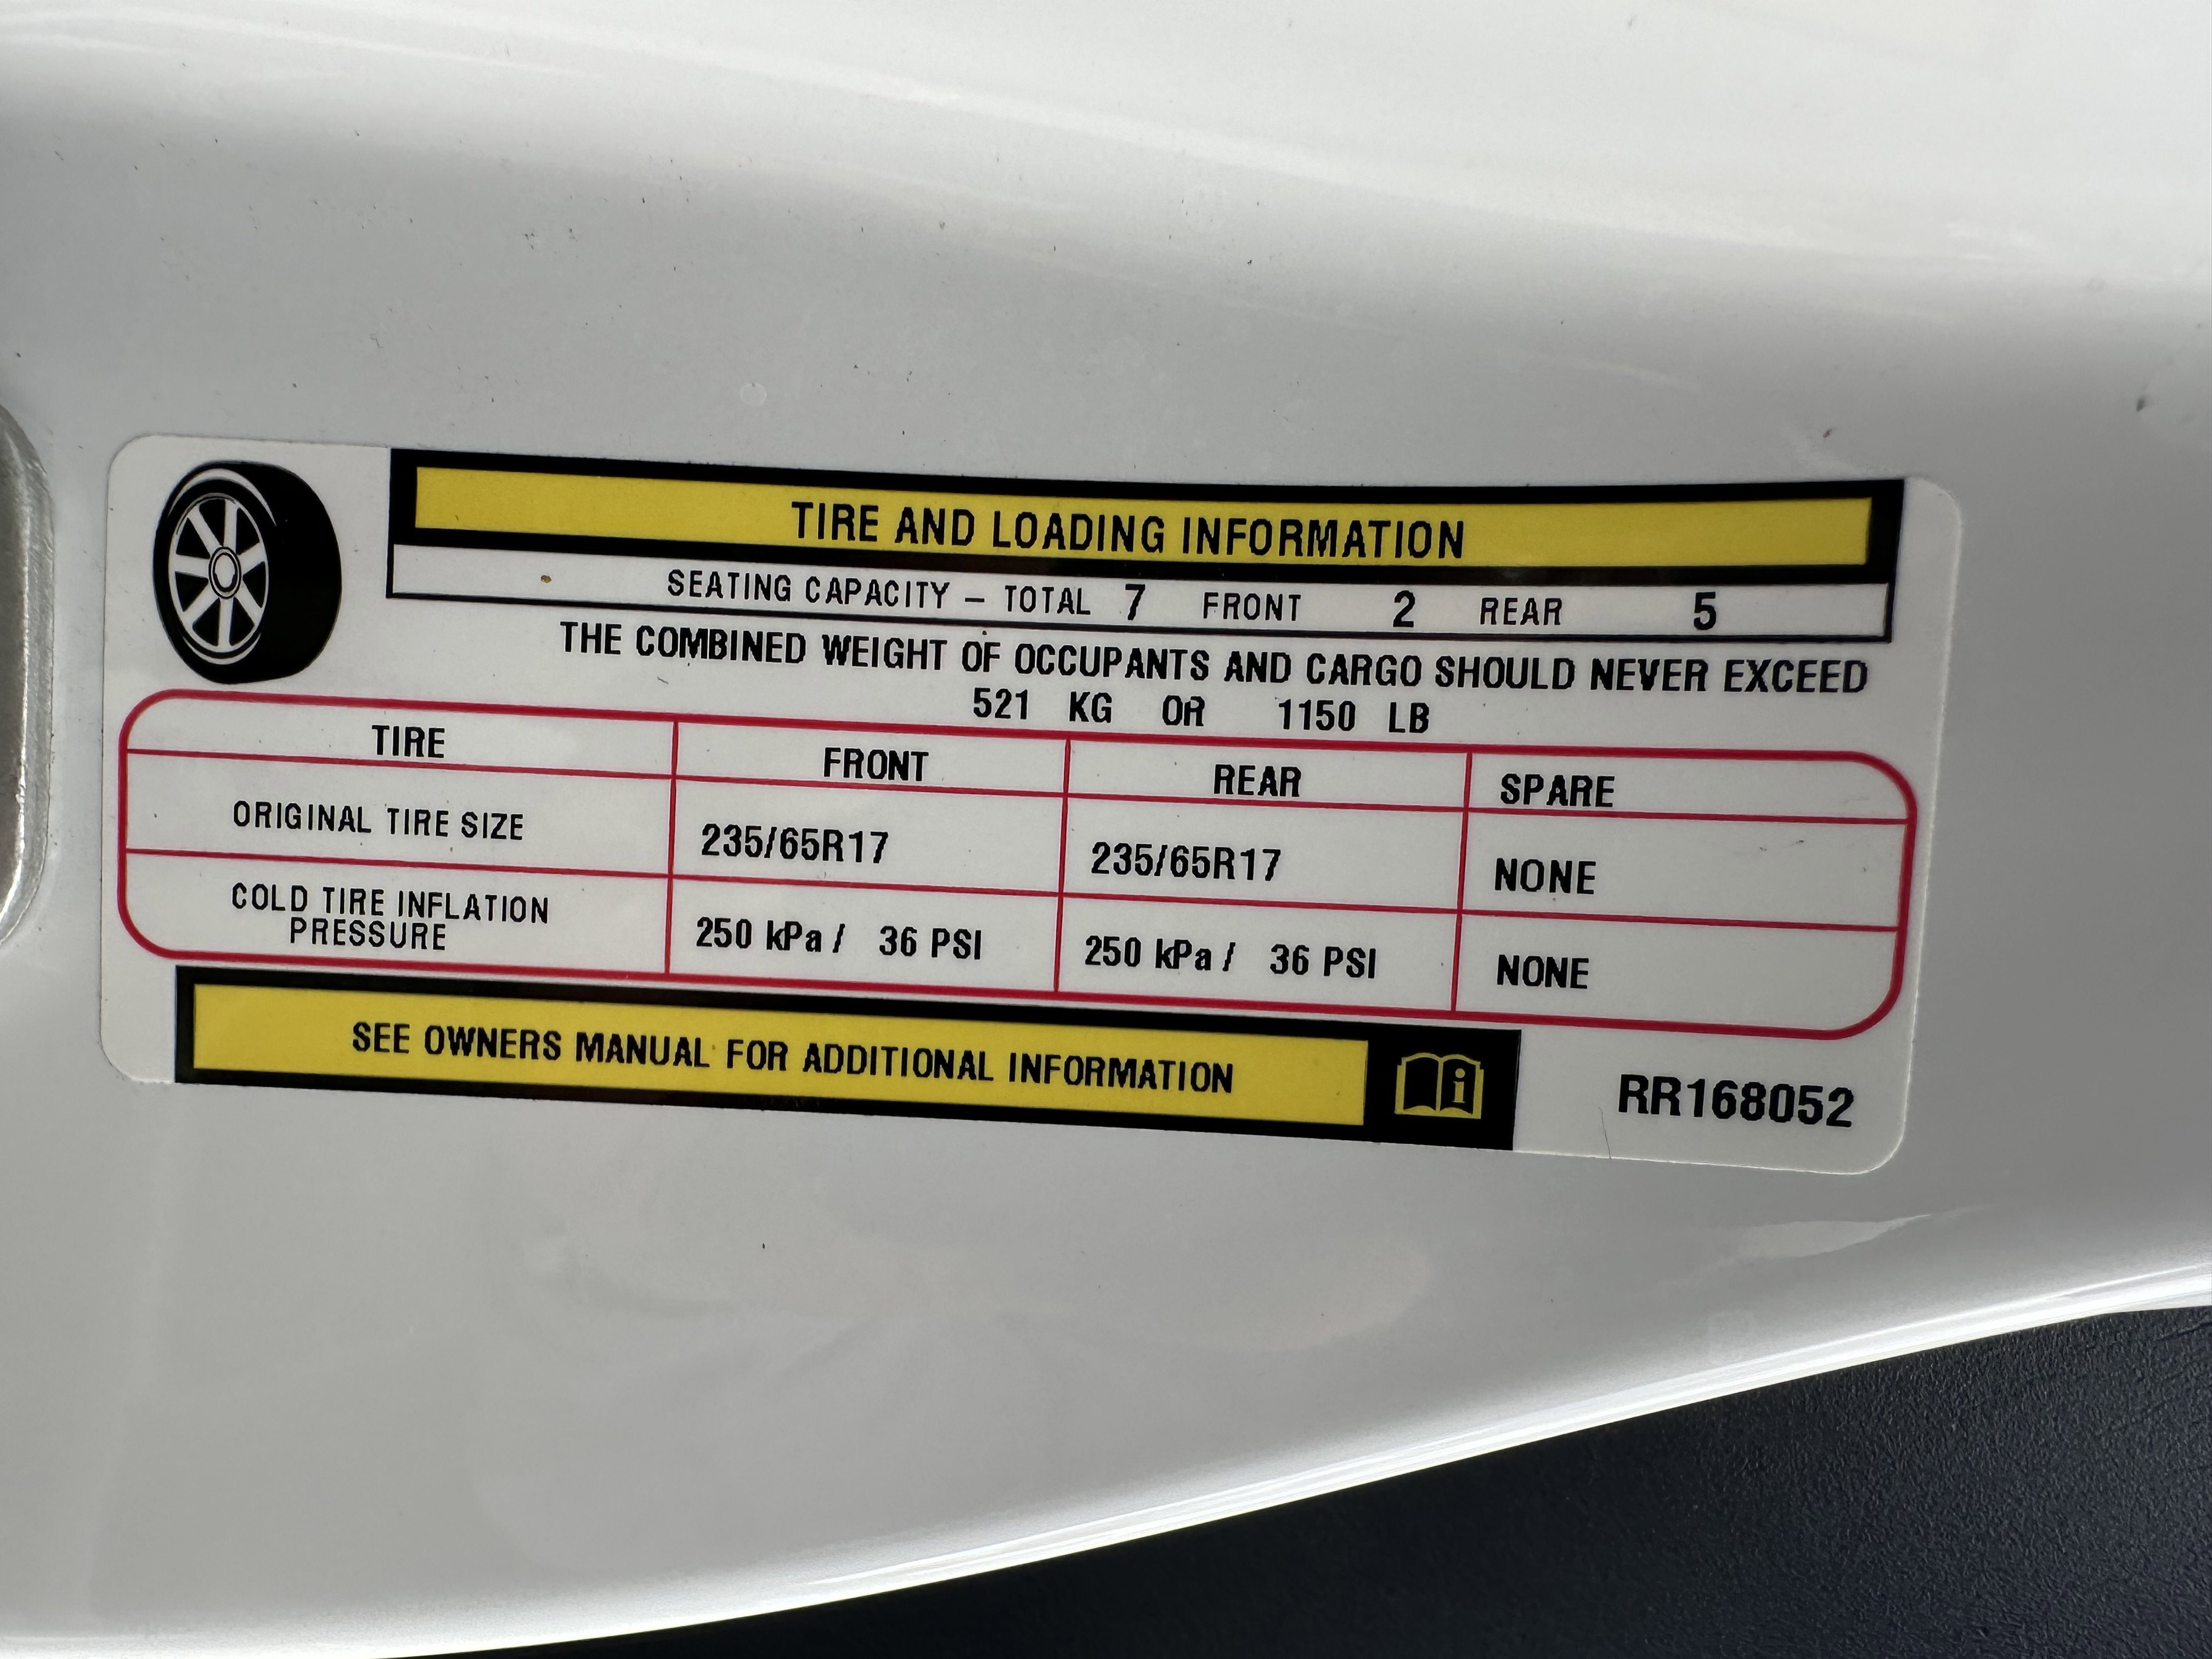 TIRE AND LOADING INFORMATION
SEATING CAPACITY – TOTAL 7 FRONT 2 REAR 5
THE COMBINED WEIGHT OF OCCUPANTS AND CARGO SHOULD NEVER EXCEED
521 KG OR 1150 LB
TIRE FRONT REAR SPARE
ORIGINAL TIRE SIZE 235/65R17 235/65R17 NONE
COLD TIRE INFLATION
PRESSURE 250 kPa / 36 PSI 250 kPa / 36 PSI NONE
SEE OWNERS MANUAL FOR ADDITIONAL INFORMATION i
RR168052